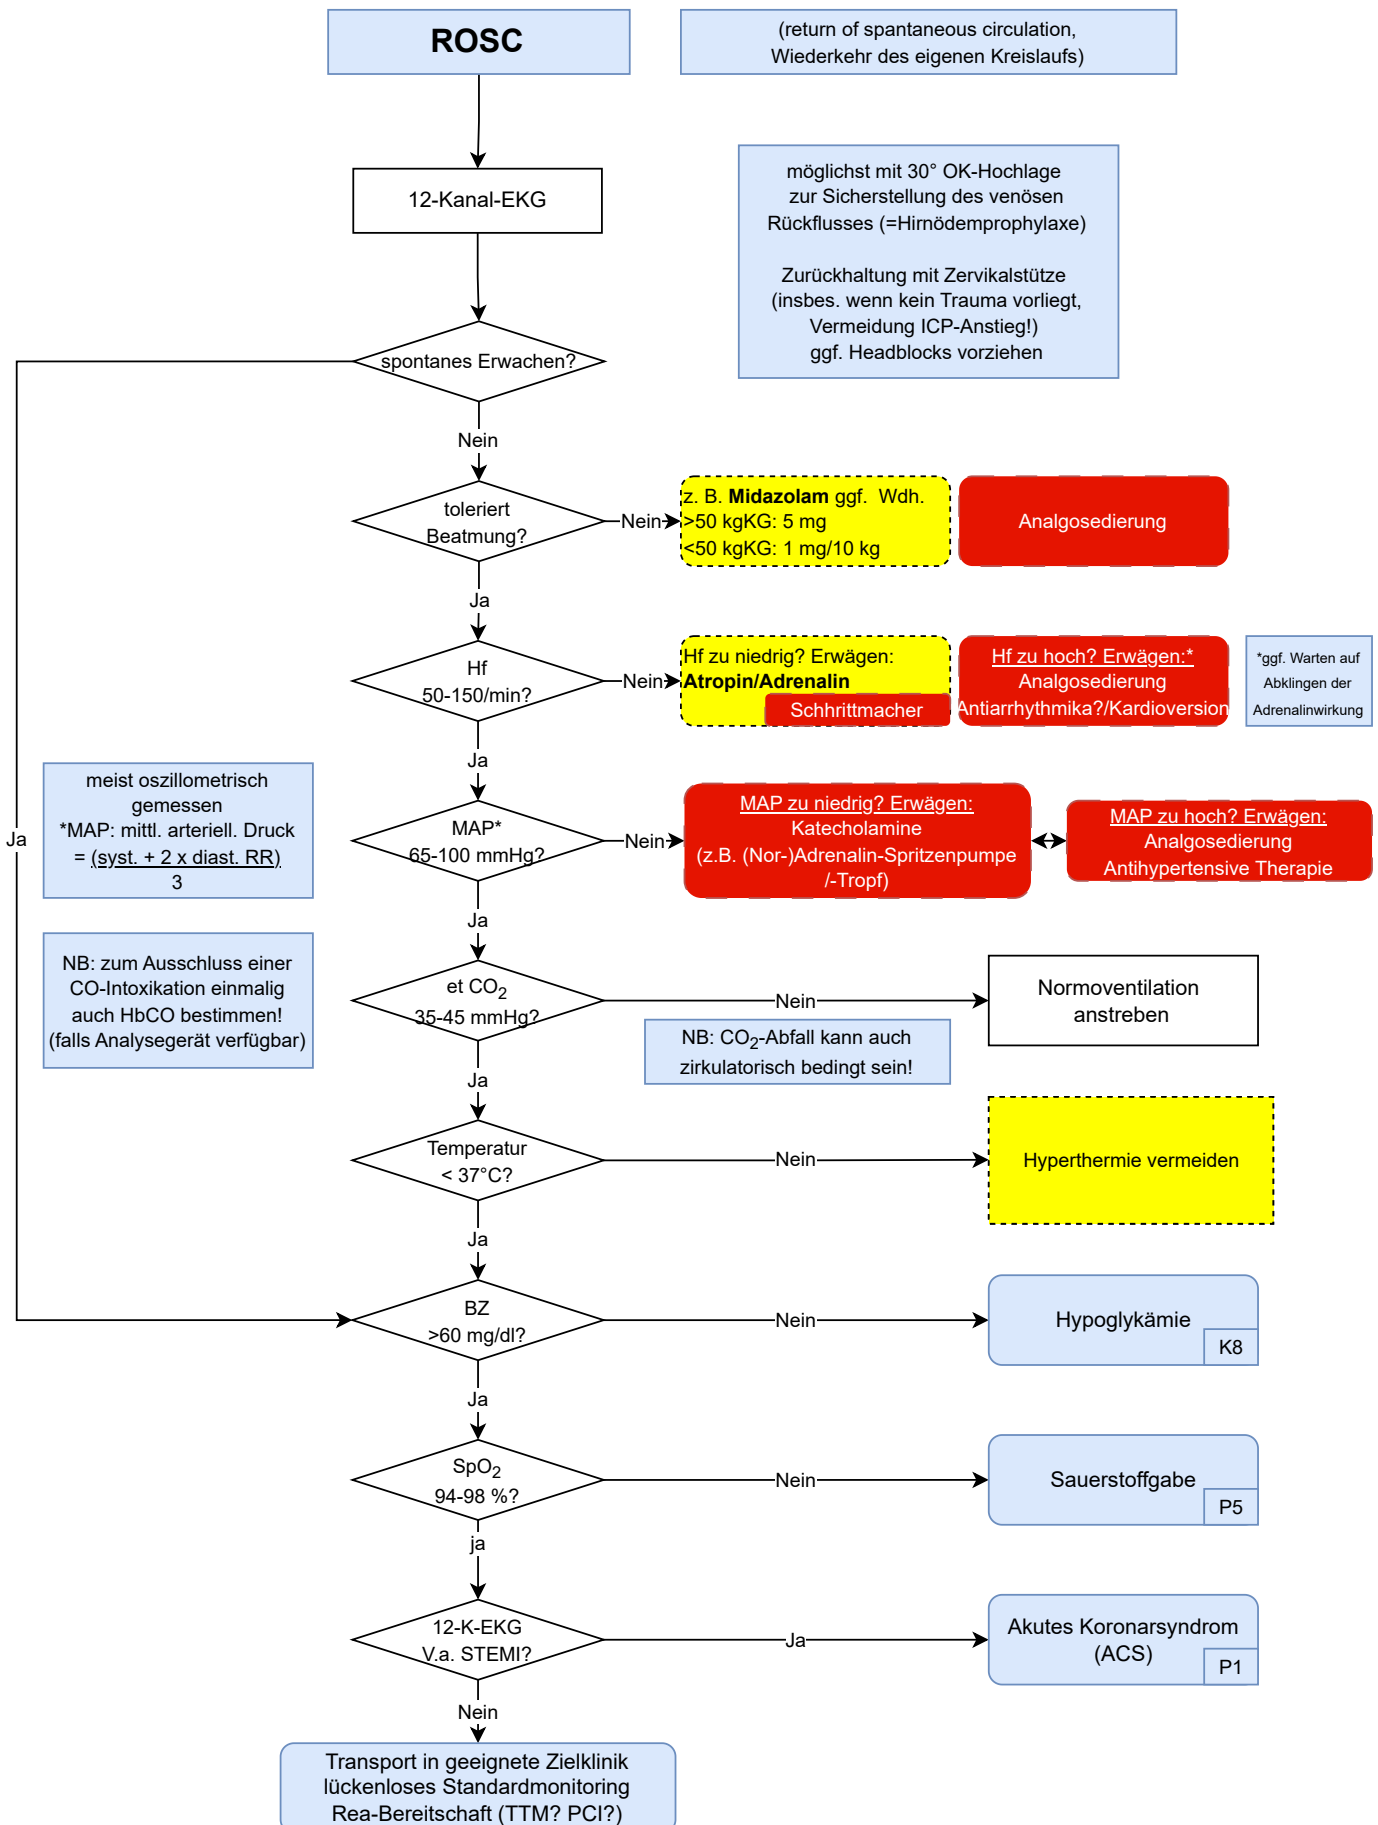 ROSC
(return of spontaneous circulation,
Wiederkehr des eigenen Kreislaufs)
12-Kanal-EKG
möglichst mit 30° OK-Hochlage
zur Sicherstellung des venösen
Rückflusses (=Hirnödemprophylaxe)
Zurückhaltung mit Zervikalstütze
(insbes. wenn kein Trauma vorliegt,
Vermeidung ICP-Anstieg!)
ggf. Headblocks vorziehen
spontanes Erwachen?
Nein
toleriert
Beatmung?
Nein
z. B. Midazolam ggf. Wdh.
>50 kgKG: 5 mg
<50 kgKG: 1 mg/10 kg
Analgosedierung
Ja
Hf
50-150/min?
Nein
Hf zu niedrig? Erwägen:
Atropin/Adrenalin
Schhrittmacher
Hf zu hoch? Erwägen:*
Analgosedierung
Antiarrhythmika?/Kardioversion
*ggf. Warten auf
Abklingen der
Adrenalinwirkung
Ja
Ja
meist oszillometrisch
gemessen
*MAP: mittl. arteriell. Druck
= (syst. + 2 x diast. RR)
3
MAP*
65-100 mmHg?
Nein
MAP zu niedrig? Erwägen:
Katecholamine
(z.B. (Nor-)Adrenalin-Spritzenpumpe
/-Tropf)
MAP zu hoch? Erwägen:
Analgosedierung
Antihypertensive Therapie
Ja
NB: zum Ausschluss einer
CO-Intoxikation einmalig
auch HbCO bestimmen!
(falls Analysegerät verfügbar)
et CO2
35-45 mmHg?
Nein
Normoventilation
anstreben
NB: CO2-Abfall kann auch
zirkulatorisch bedingt sein!
Ja
Temperatur
< 37°C?
Nein
Hyperthermie vermeiden
Ja
BZ
>60 mg/dl?
Nein
Hypoglykämie
K8
Ja
SpO2
94-98 %?
Nein
Sauerstoffgabe
P5
ja
12-K-EKG
V.a. STEMI?
Ja
Akutes Koronarsyndrom
(ACS)
P1
Nein
Transport in geeignete Zielklinik
lückenloses Standardmonitoring
Rea-Bereitschaft (TTM? PCI?)